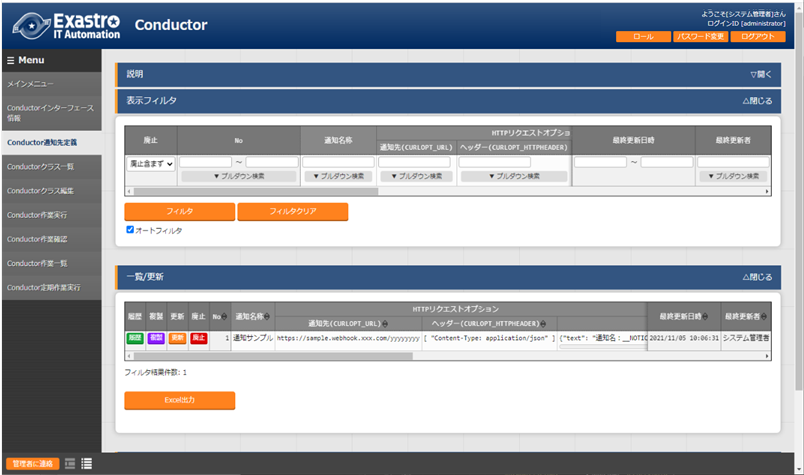 Exastro
IT Automation
Conductor
ようこそ[システム管理者]さん
ログインID [administrator]
ロール
パスワード変更
ログアウト
Menu
メインメニュー
Conductorインターフェース
情報
Conductor通知先定義
Conductorクラス一覧
Conductorクラス編集
Conductor作業実行
Conductor作業確認
Conductor作業一覧
Conductor定期作業実行
説明
▽開く
表示フィルタ
△閉じる
廃止
No
通知名称
HTTPリクエストオプショ
通知先(CURLOPT_URL)
ヘッダー(CURLOPT_HTTPHEADER)
最終更新日時
最終更新者
廃止含まず
～
～
▼ プルダウン検索
▼ プルダウン検索
▼ プルダウン検索
▼ プルダウン検索
▼ プルダウン検索
フィルタ
フィルタクリア
オートフィルタ
一覧/更新
△閉じる
履歴
複製
更新
廃止
No
通知名称
HTTPリクエストオプション
通知先(CURLOPT_URL)
ヘッダー(CURLOPT_HTTPHEADER)
最終更新日時
最終更新者
履歴
複製
更新
廃止
1
通知サンプル
https://sample.webhook.xxx.com/yyyyyyyy
[ "Content-Type: application/json" ]
{"text": "通知名：__NOTIC
2021/11/05 10:06:31
システム管理者
フィルタ結果件数: 1
Excel出力
管理者に連絡